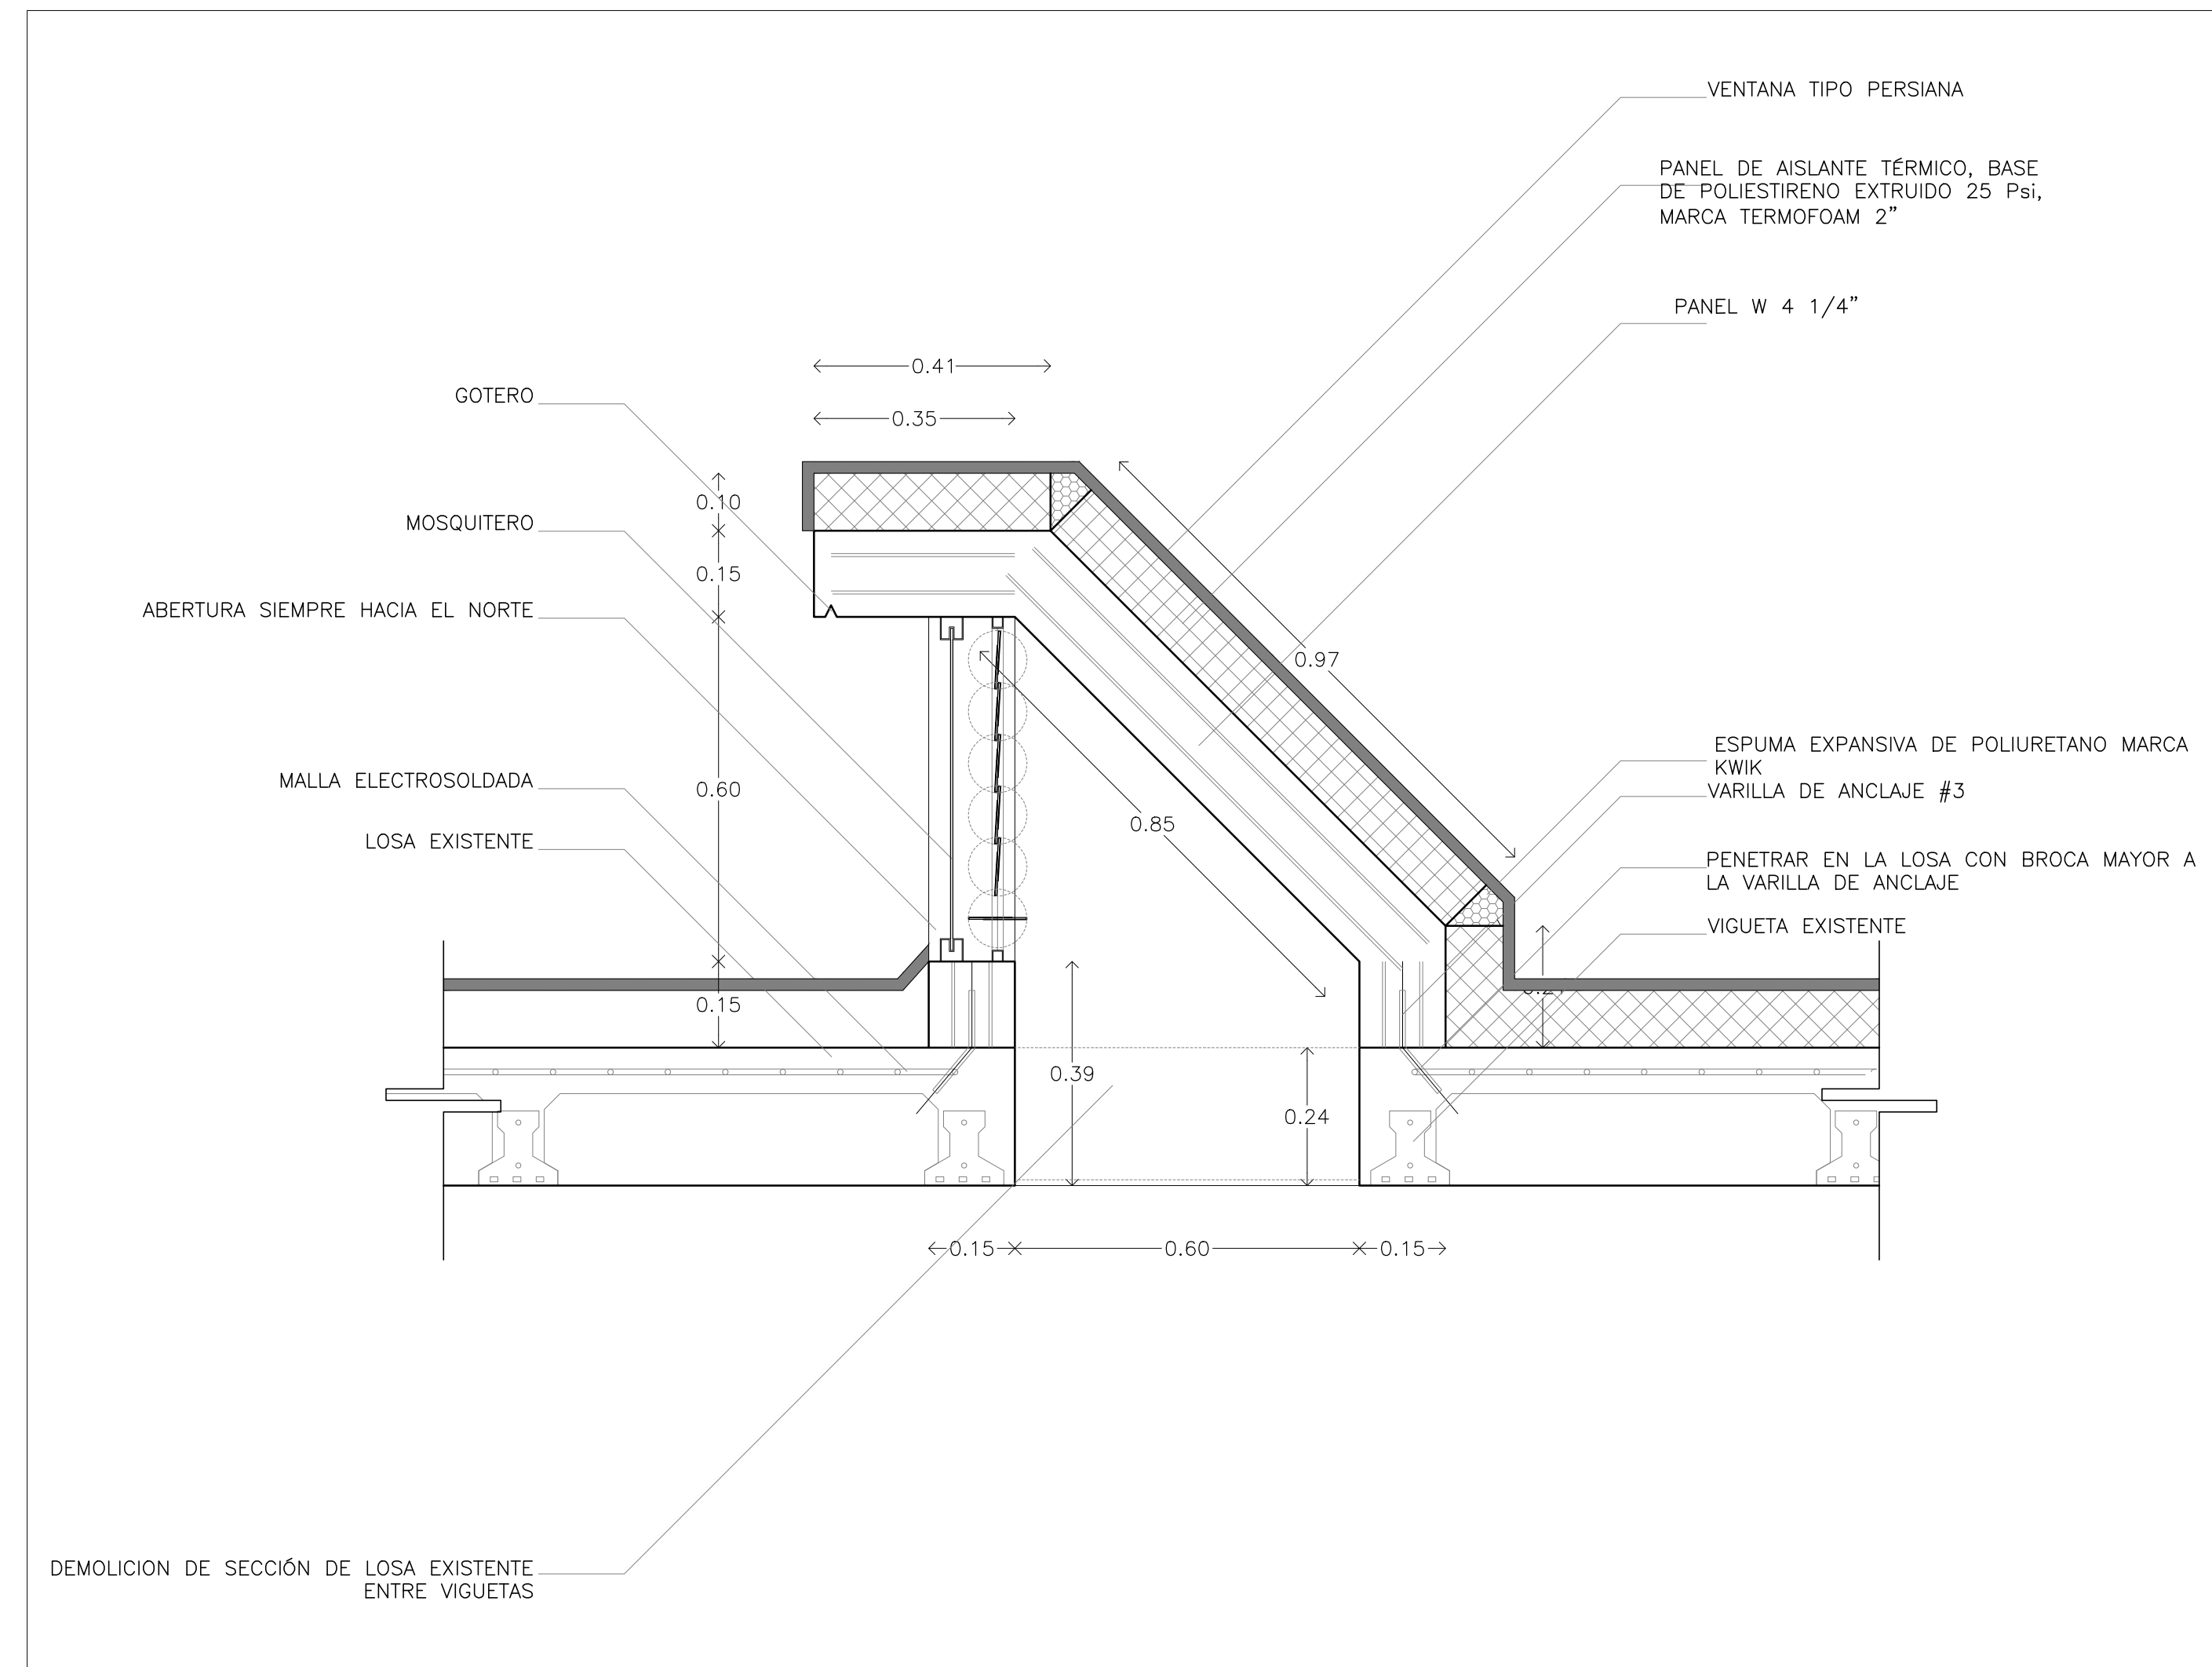 VENTANA TIPO PERSIANA
PANEL DE AISLANTE TÉRMICO, BASE
DE POLIESTIRENO EXTRUIDO 25 Psi,
MARCA TERMOFOAM 2”
PANEL W 4 1/4”
0.41
0.35
GOTERO
0.10
MOSQUITERO
0.15
ABERTURA SIEMPRE HACIA EL NORTE
0.97
MALLA ELECTROSOLDADA
0.60
0.85
LOSA EXISTENTE
ESPUMA EXPANSIVA DE POLIURETANO MARCA
KWIK
VARILLA DE ANCLAJE #3
PENETRAR EN LA LOSA CON BROCA MAYOR A
LA VARILLA DE ANCLAJE
VIGUETA EXISTENTE
0.15
0.39
0.24
0.15
0.60
0.15
DEMOLICION DE SECCIÓN DE LOSA EXISTENTE
ENTRE VIGUETAS